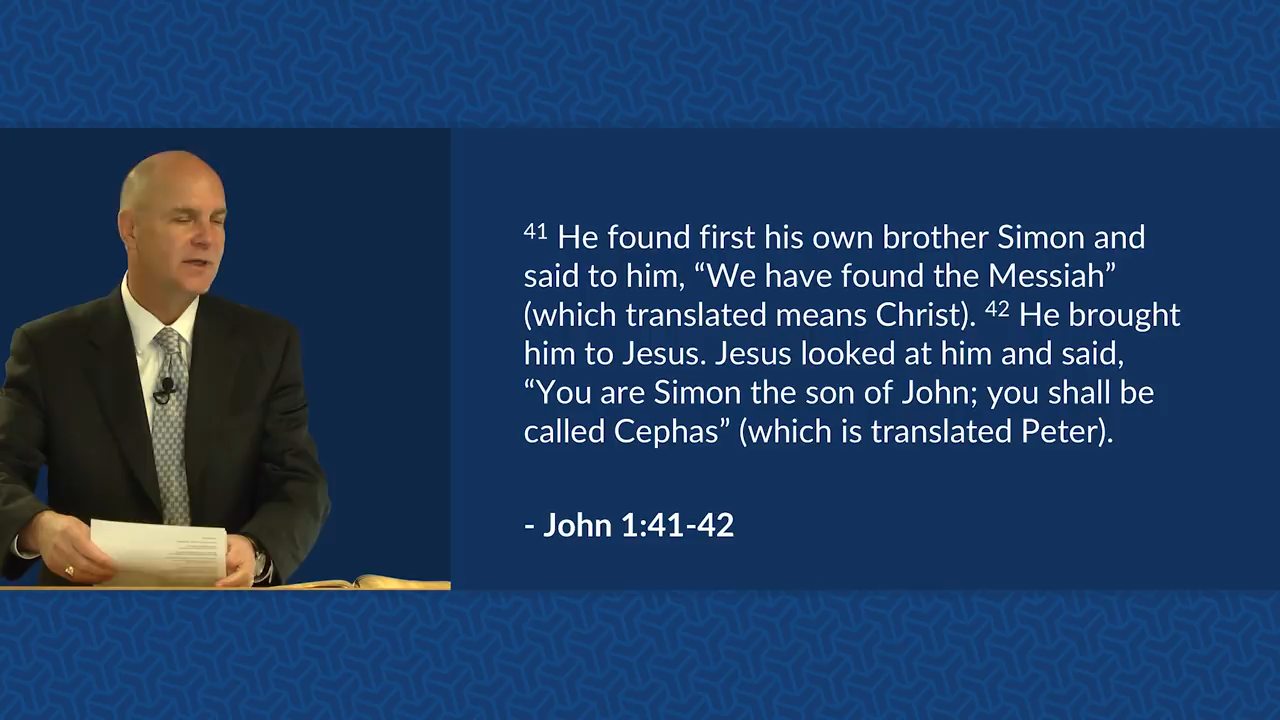 ⁴¹ He found first his own brother Simon and
said to him, “We have found the Messiah”
(which translated means Christ). ⁴² He brought
him to Jesus. Jesus looked at him and said,
“You are Simon the son of John; you shall be
called Cephas” (which is translated Peter).
- John 1:41-42